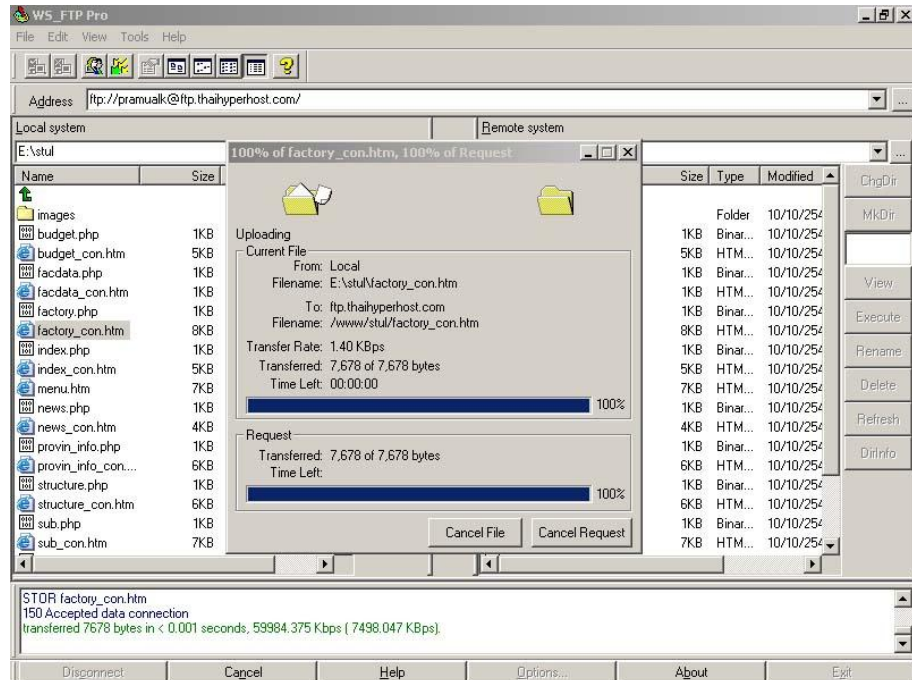 WS_FTP Pro
File Edit View Tools Help
Address ftp://pramualk@ftp.thaihyperhost.com/
Local system
Remote system
E:\stul
Name Size
images
budget.php 1KB
budget_con.htm 5KB
facdata.php 1KB
facdata_con.htm 1KB
factory.php 1KB
factory_con.htm 8KB
index.php 1KB
index_con.htm 5KB
menu.htm 7KB
news.php 1KB
news_con.htm 4KB
provin_info.php 1KB
provin_info_con.... 6KB
structure.php 1KB
structure_con.htm 6KB
sub.php 1KB
sub_con.htm 7KB
100% of factory_con.htm, 100% of Request
Uploading
Current File
From: Local
Filename: E:\stul\factory_con.htm
To: ftp.thaihyperhost.com
Filename: /www/stul/factory_con.htm
Transfer Rate: 1.40 KBps
Transferred: 7,678 of 7,678 bytes
Time Left: 00:00:00
100%
Request
Transferred: 7,678 of 7,678 bytes
Time Left:
100%
Cancel File Cancel Request
Size Type Modified
Folder 10/10/254
1KB Binar... 10/10/254
5KB HTM... 10/10/254
1KB Binar... 10/10/254
1KB HTM... 10/10/254
1KB Binar... 10/10/254
8KB HTM... 10/10/254
1KB Binar... 10/10/254
5KB HTM... 10/10/254
7KB HTM... 10/10/254
1KB Binar... 10/10/254
4KB HTM... 10/10/254
1KB Binar... 10/10/254
6KB HTM... 10/10/254
1KB Binar... 10/10/254
6KB HTM... 10/10/254
1KB Binar... 10/10/254
7KB HTM... 10/10/254
ChgDir
MkDir
View
Execute
Rename
Delete
Refresh
DirInfo
STOR factory_con.htm
150 Accepted data connection
transferred 7678 bytes in < 0.001 seconds, 59984.375 Kbps ( 7498.047 KBps).
Disconnect Cancel Help Options... About Exit